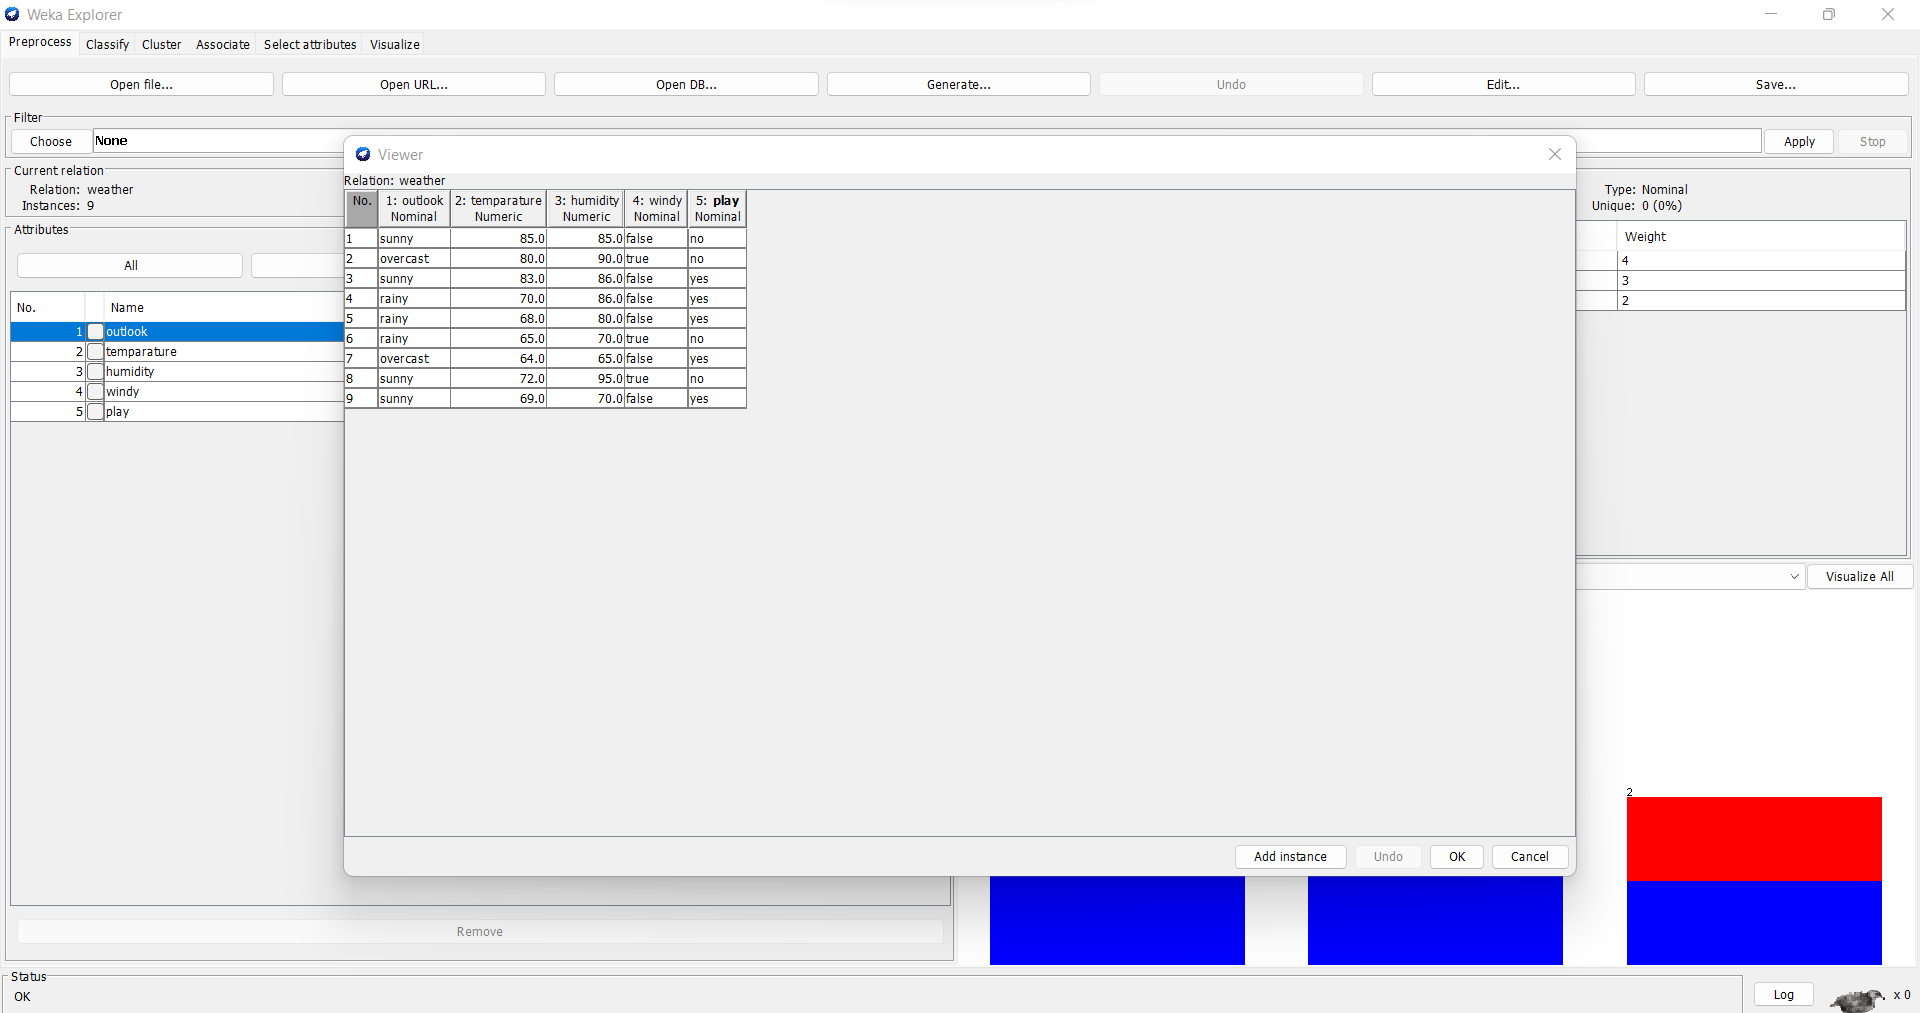 Weka Explorer
Preprocess Classify Cluster Associate Select attributes Visualize
Open file... Open URL... Open DB... Generate... Undo Edit... Save...
Filter
Choose None Apply Stop
Current relation
Relation: weather
Instances: 9
Type: Nominal
Unique: 0 (0%)
Attributes
All
No. Name
1 outlook
2 temparature
3 humidity
4 windy
5 play
Remove
Viewer
Relation: weather
No. 1: outlook 2: temparature 3: humidity 4: windy 5: play
Nominal Numeric Numeric Nominal Nominal
1 sunny 85.0 85.0 false no
2 overcast 80.0 90.0 true no
3 sunny 83.0 86.0 false yes
4 rainy 70.0 86.0 false yes
5 rainy 68.0 80.0 false yes
6 rainy 65.0 70.0 true no
7 overcast 64.0 65.0 false yes
8 sunny 72.0 95.0 true no
9 sunny 69.0 70.0 false yes
Add instance Undo OK Cancel
Weight
4
3
2
Visualize All
2
Status
OK
Log x 0